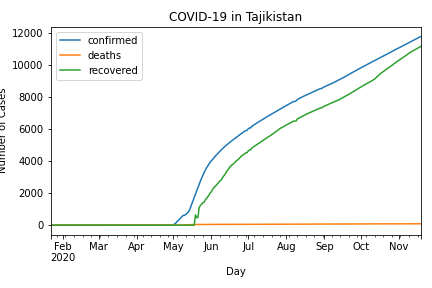 COVID-19 in Tajikistan
confirmed
deaths
recovered
12000
10000
8000
6000
4000
2000
0
Number of Cases
Feb Mar Apr May Jun Jul Aug Sep Oct Nov
2020
Day